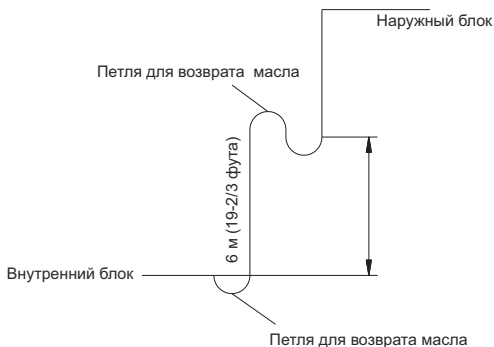 Наружный блок
Петля для возврата масла
6 м (19-2/3 фута)
Внутренний блок
Петля для возврата масла